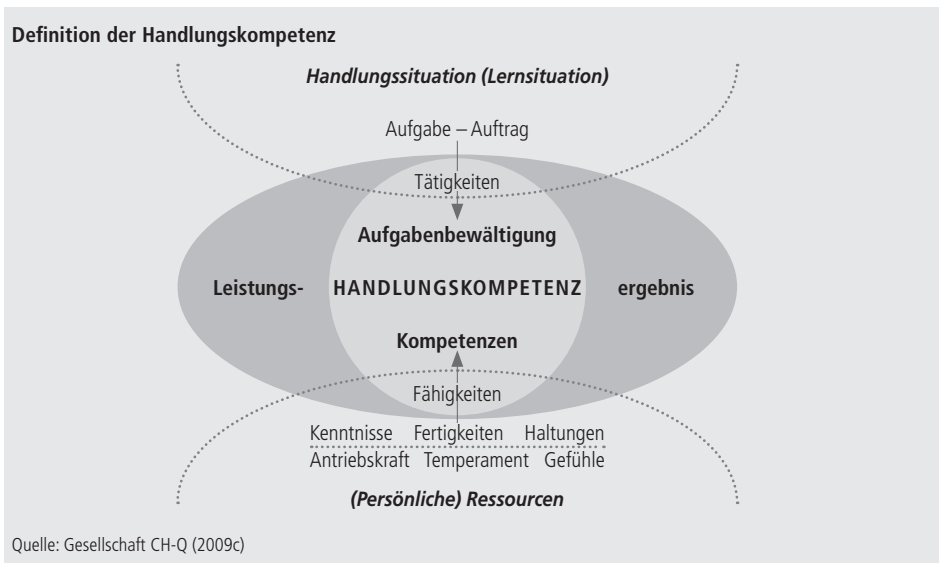 Definition der Handlungskompetenz
Handlungssituation (Lernsituation)
Aufgabe – Auftrag
Tätigkeiten
Aufgabenbewältigung
Leistungs- HANDLUNGSKOMPETENZ ergebnis
Kompetenzen
Fähigkeiten
Kenntnisse Fertigkeiten Haltungen
Antriebskraft Temperament Gefühle
(Persönliche) Ressourcen
Quelle: Gesellschaft CH-Q (2009c)